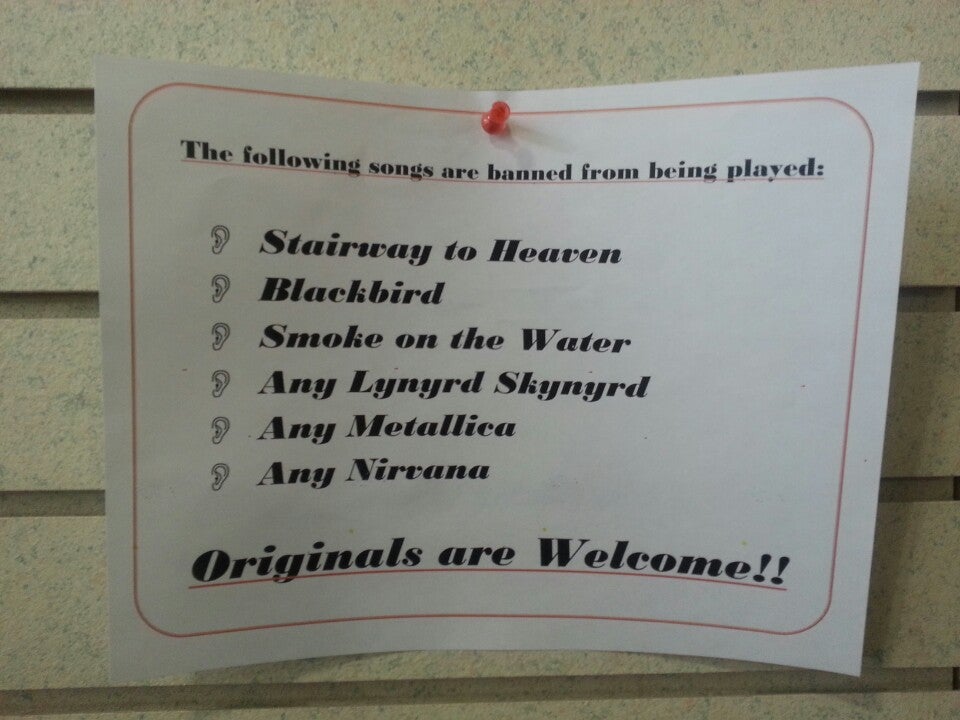 The following songs are banned from being played:
Stairway to Heaven
Blackbird
Smoke on the Water
Any Lynyrd Skynyrd
Any Metallica
Any Nirvana
Originals are Welcome!!